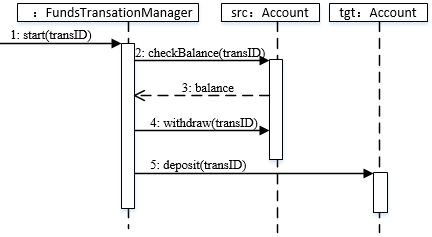 ：FundsTransationManager
src：Account
tgt：Account
1: start(transID)
2: checkBalance(transID)
3: balance
4: withdraw(transID)
5: deposit(transID)